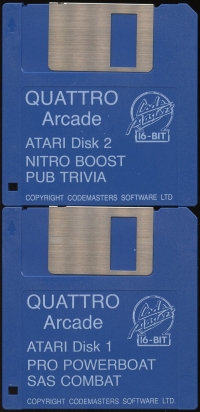 QUATTRO
Arcade
ATARI Disk 2
NITRO BOOST
PUB TRIVIA
16-BIT
COPYRIGHT CODEMASTERS SOFTWARE LTD
QUATTRO
Arcade
ATARI Disk 1
PRO POWERBOAT
SAS COMBAT
16-BIT
COPYRIGHT CODEMASTERS SOFTWARE LTD